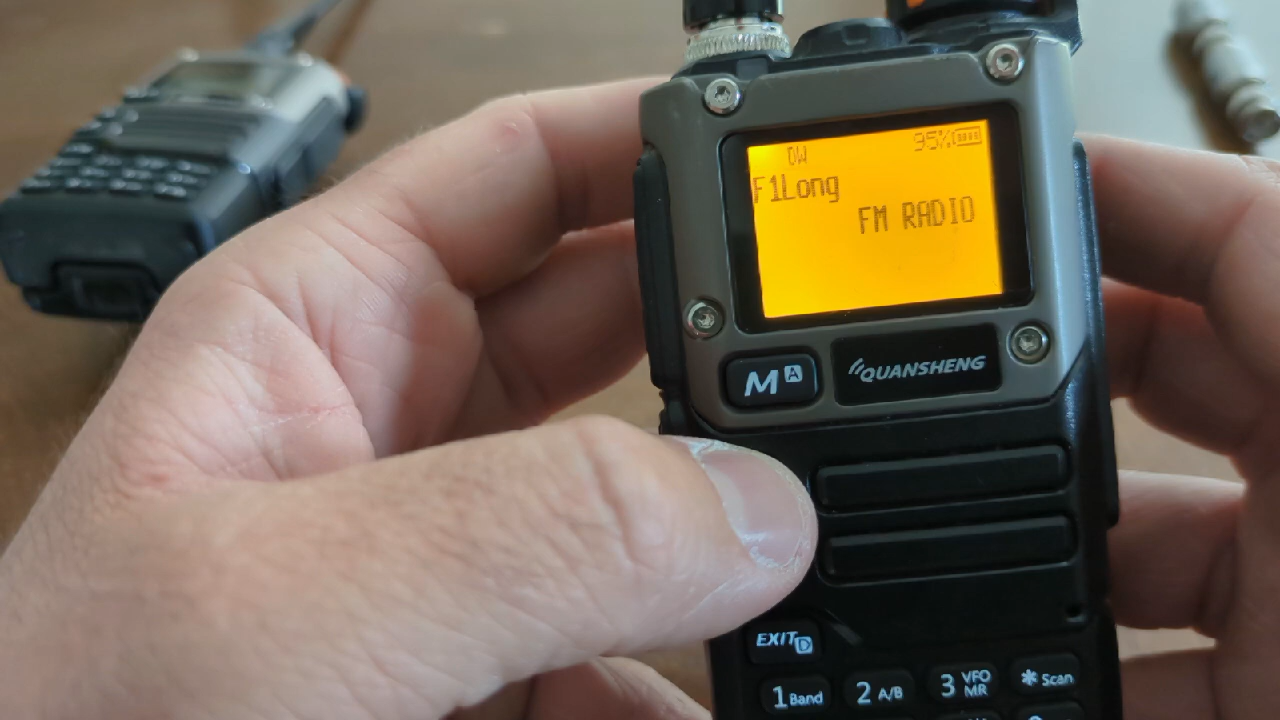 DW 95%
F1Long
FM RADIO
M A
QUANSHENG
EXIT D
1 Band 2 A/B 3 VFO MR * Scan